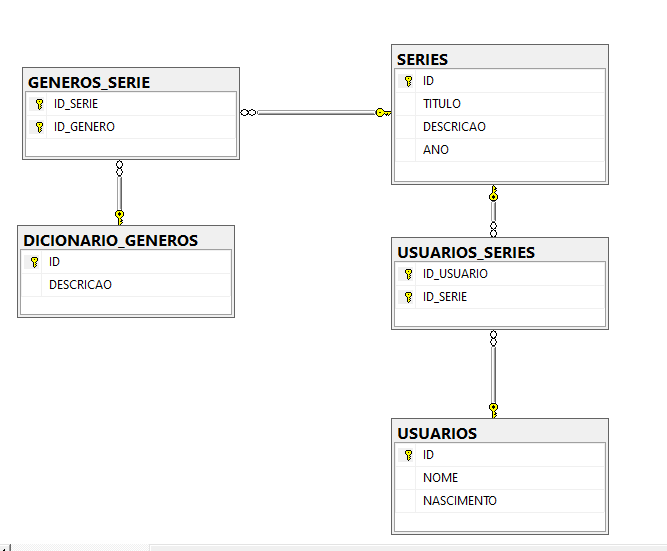 GENEROS_SERIE
ID_SERIE
ID_GENERO
SERIES
ID
TITULO
DESCRICAO
ANO
DICIONARIO_GENEROS
ID
DESCRICAO
USUARIOS_SERIES
ID_USUARIO
ID_SERIE
USUARIOS
ID
NOME
NASCIMENTO